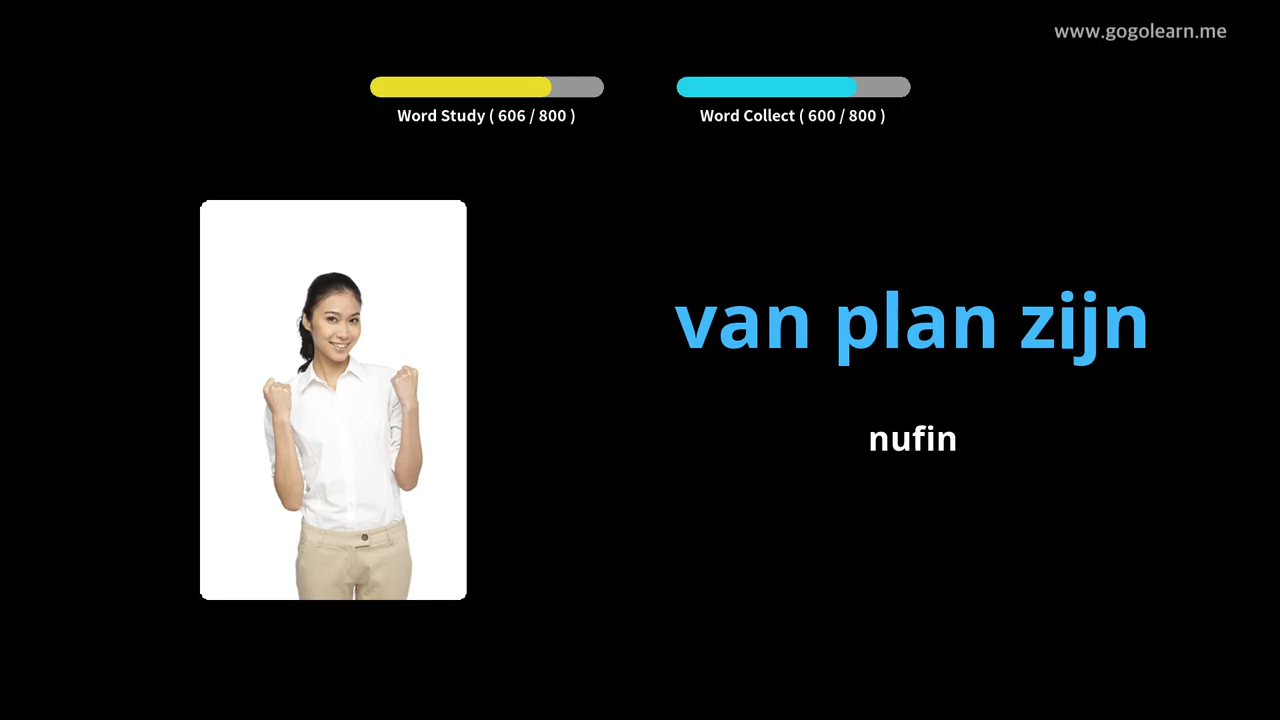 www.gogolearn.me
Word Study ( 606 / 800 )
Word Collect ( 600 / 800 )
van plan zijn
nufin